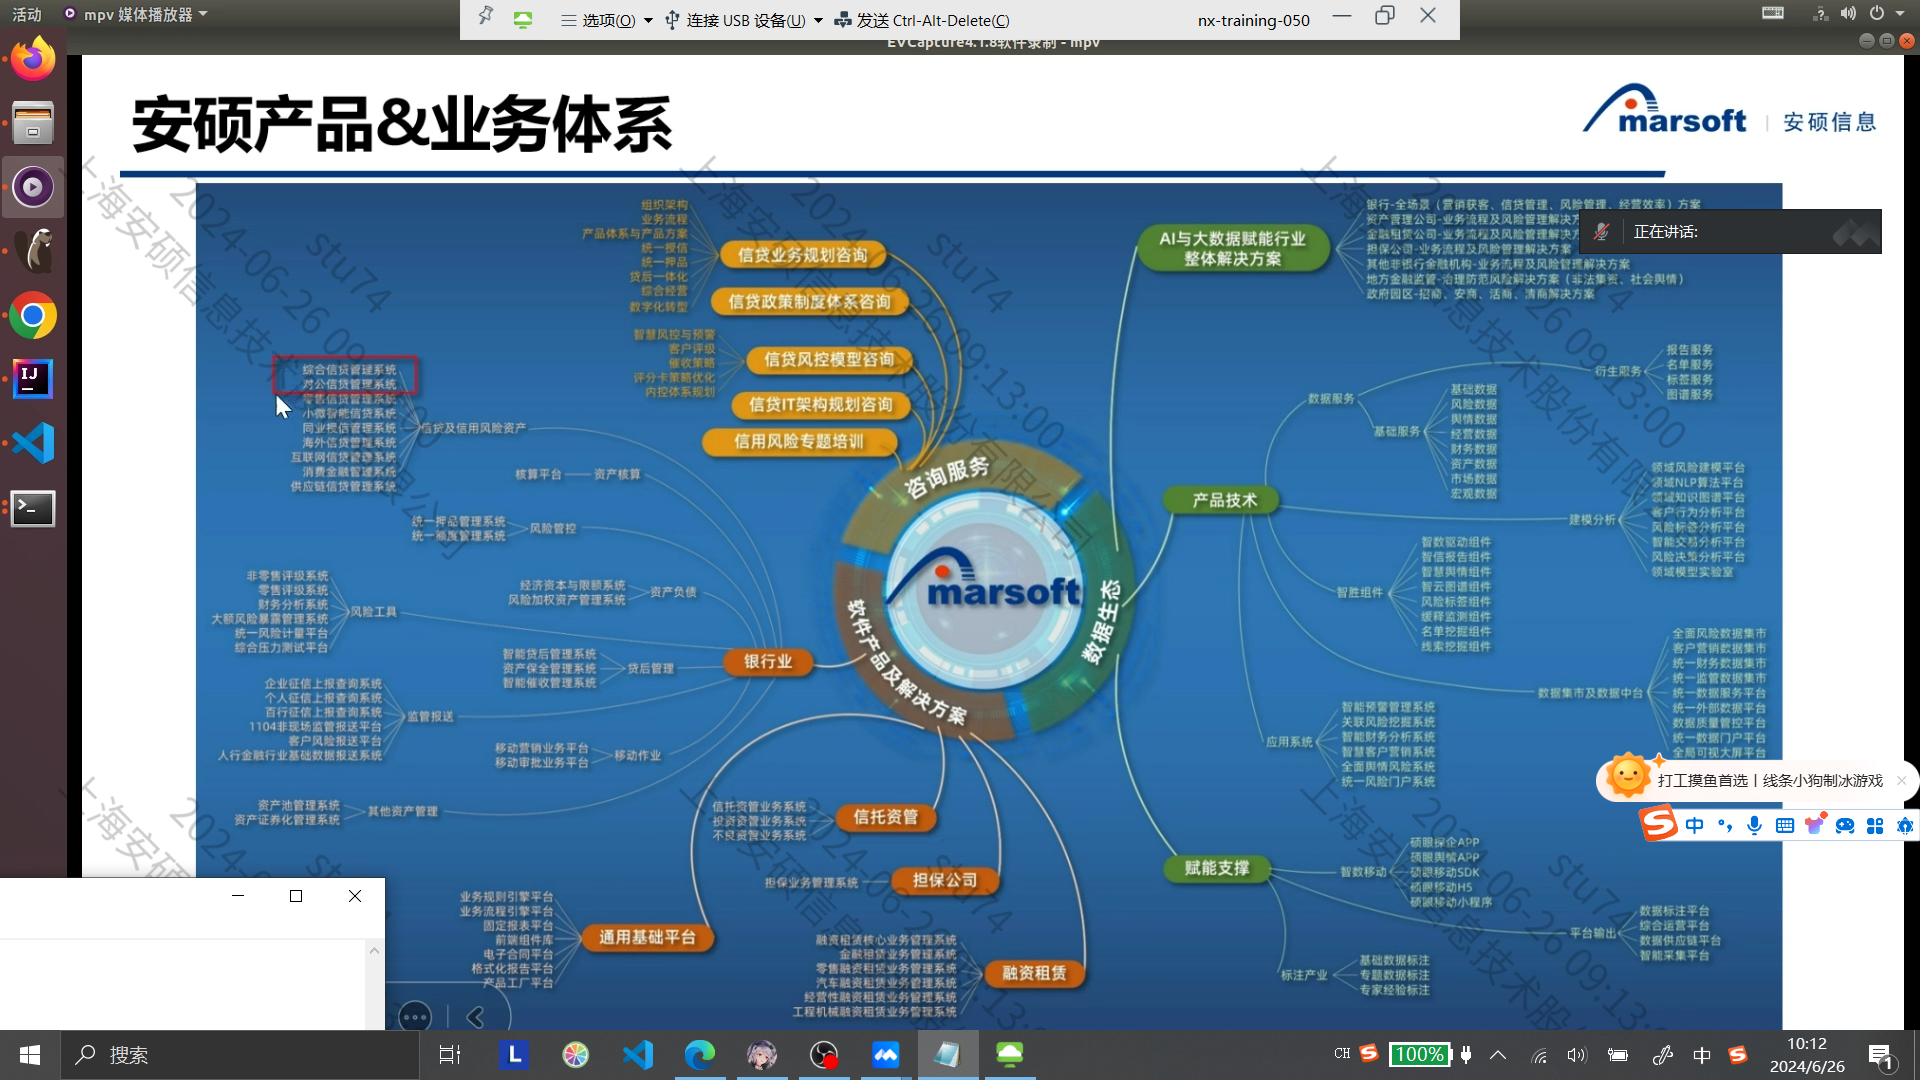 活动
mpv 媒体播放器
选项(O)
连接 USB 设备(U)
发送 Ctrl-Alt-Delete(C)
nx-training-050
EVCapture4.1.8软件录制 - mpv
安硕产品&业务体系
marsoft
安硕信息
正在讲话:
组织架构
业务流程
产品体系与产品方案
统一授信
统一押品
贷后一体化
综合经营
数字化转型
信贷业务规划咨询
信贷政策制度体系咨询
智慧风控与预警
客户评级
催收策略
评分卡策略优化
内控体系规划
信贷风控模型咨询
信贷IT架构规划咨询
信用风险专题培训
AI与大数据赋能行业
整体解决方案
银行-全场景（营销获客、信贷管理、风险管理、经营效率）方案
资产管理公司-业务流程及风险管理解决方
金融租赁公司-业务流程及风险管理解决方
担保公司-业务流程及风险管理解决方案
其他非银行金融机构-业务流程及风险管理解决方案
地方金融监管-治理防范风险解决方案（非法集资、社会舆情）
政府园区-招商、安商、活商、清商解决方案
综合信贷管理系统
对公信贷管理系统
零售信贷管理系统
小微智能信贷系统
同业授信管理系统
海外信贷管理系统
互联网信贷管理系统
消费金融管理系统
供应链信贷管理系统
信贷及信用风险资产
核算平台
资产核算
统一押品管理系统
统一额度管理系统
风险管控
经济资本与限额系统
风险加权资产管理系统
资产负债
非零售评级系统
零售评级系统
财务分析系统
大额风险暴露管理系统
统一风险计量平台
综合压力测试平台
风险工具
智能贷后管理系统
资产保全管理系统
智能催收管理系统
贷后管理
企业征信上报查询系统
个人征信上报查询系统
百行征信上报查询系统
1104非现场监管报送平台
客户风险报送平台
人行金融行业基础数据报送系统
监管报送
移动营销业务平台
移动审批业务平台
移动作业
资产池管理系统
资产证券化管理系统
其他资产管理
银行业
咨询服务
marsoft
数据生态
软件产品及解决方案
信托资管业务系统
投资资管业务系统
不良资管业务系统
信托资管
担保业务管理系统
担保公司
业务规则引擎平台
业务流程引擎平台
固定报表平台
前端组件库
电子合同平台
格式化报告平台
产品工厂平台
通用基础平台
融资租赁核心业务管理系统
金融租赁业务管理系统
零售融资租赁业务管理系统
汽车融资租赁业务管理系统
经营性融资租赁业务管理系统
工程机械融资租赁业务管理系统
融资租赁
产品技术
数据服务
衍生服务
报告服务
名单服务
标签服务
图谱服务
基础服务
基础数据
风险数据
舆情数据
经营数据
财务数据
资产数据
市场数据
宏观数据
建模分析
领域风险建模平台
领域NLP算法平台
领域知识图谱平台
客户行为分析平台
风险标签分析平台
智能交易分析平台
风险决策分析平台
领域模型实验室
智胜组件
智数驱动组件
智信报告组件
智慧舆情组件
智云图谱组件
风险标签组件
缓释监测组件
名单挖掘组件
线索挖掘组件
数据集市及数据中台
全面风险数据集市
客户营销数据集市
统一财务数据集市
统一监管数据集市
统一数据服务平台
统一外部数据平台
数据质量管控平台
统一数据门户平台
全局可视大屏平台
应用系统
智能预警管理系统
关联风险挖掘系统
智能财务分析系统
智慧客户营销系统
全面舆情风险系统
统一风险门户系统
赋能支撑
智数移动
硕眼探企APP
硕眼舆情APP
硕眼移动SDK
硕眼移动H5
硕眼移动小程序
平台输出
数据标注平台
综合运营平台
数据供应链平台
智能采集平台
标注产业
基础数据标注
专题数据标注
专家经验标注
上海安硕信息技术股份有限公司
2024-06-26 09:13:00
stu74
打工摸鱼首选丨线条小狗制冰游戏
中
搜索
CH
100%
中
10:12
2024/6/26
1